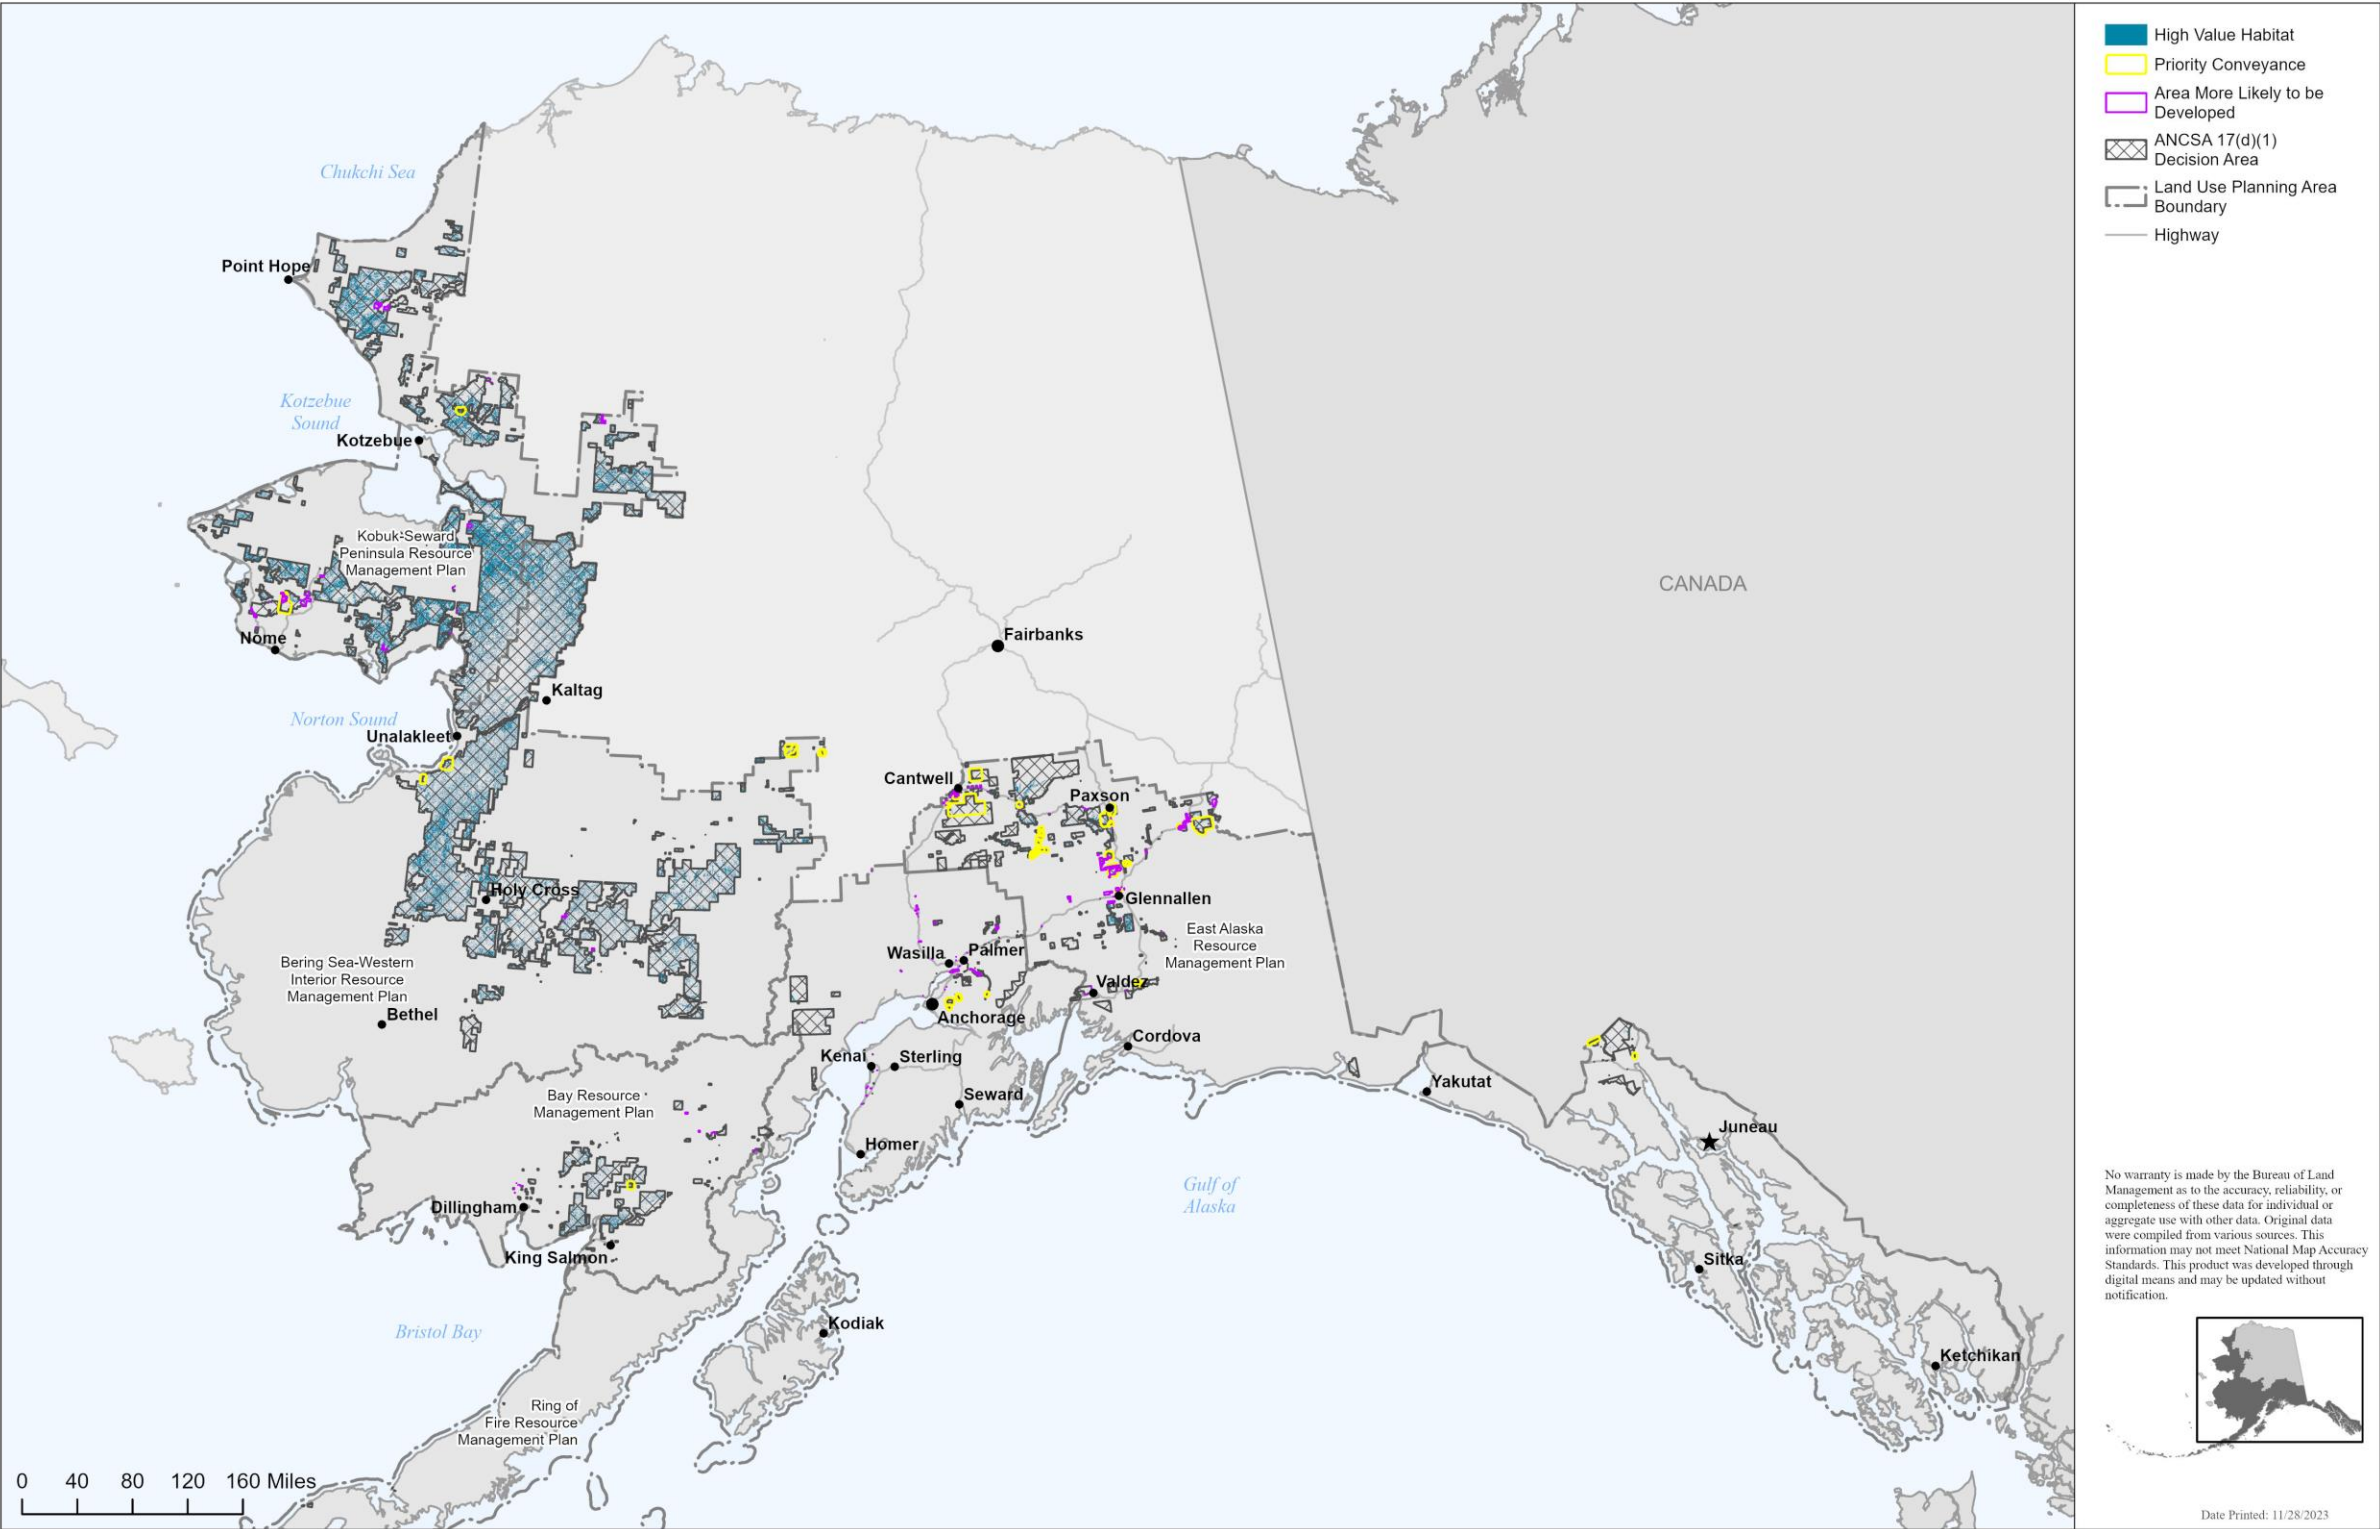 High Value Habitat
Priority Conveyance
Area More Likely to be
Developed
ANCSA 17(d)(1)
Decision Area
Land Use Planning Area
Boundary
Highway
Chukchi Sea
Point Hope
Kotzebue
Sound
Kotzebue
Kobuk-Seward
Peninsula Resource
Management Plan
CANADA
Nome
Fairbanks
Kaltag
Norton Sound
Unalakleet
Cantwell
Paxson
Holy Cross
Glennallen
East Alaska
Resource
Management Plan
Wasilla
Palmer
Bering Sea-Western
Interior Resource
Management Plan
Valdez
Bethel
Anchorage
Cordova
Kenai
Sterling
Yakutat
Seward
Bay Resource
Management Plan
Juneau
Homer
Gulf of
Alaska
Dillingham
King Salmon
Sitka
Kodiak
Bristol Bay
Ketchikan
Ring of
Fire Resource
Management Plan
0 40 80 120 160 Miles
No warranty is made by the Bureau of Land
Management as to the accuracy, reliability, or
completeness of these data for individual or
aggregate use with other data. Original data
were compiled from various sources. This
information may not meet National Map Accuracy
Standards. This product was developed through
digital means and may be updated without
notification.
Date Printed: 11/28/2023